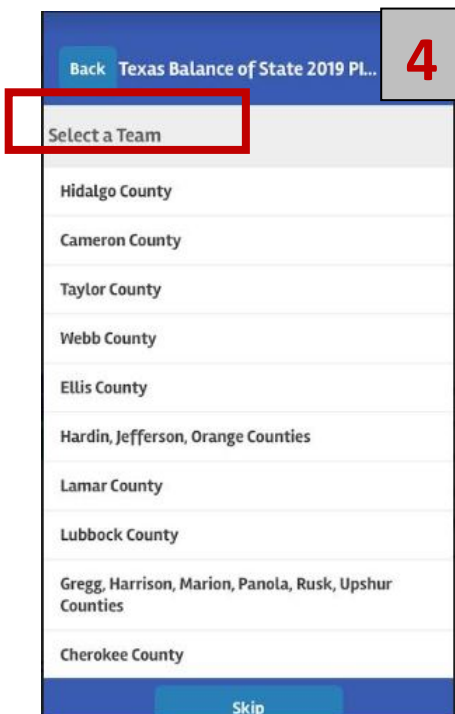 4
Back Texas Balance of State 2019 PI...
Select a Team
Hidalgo County
Cameron County
Taylor County
Webb County
Ellis County
Hardin, Jefferson, Orange Counties
Lamar County
Lubbock County
Gregg, Harrison, Marion, Panola, Rusk, Upshur
Counties
Cherokee County
Skip